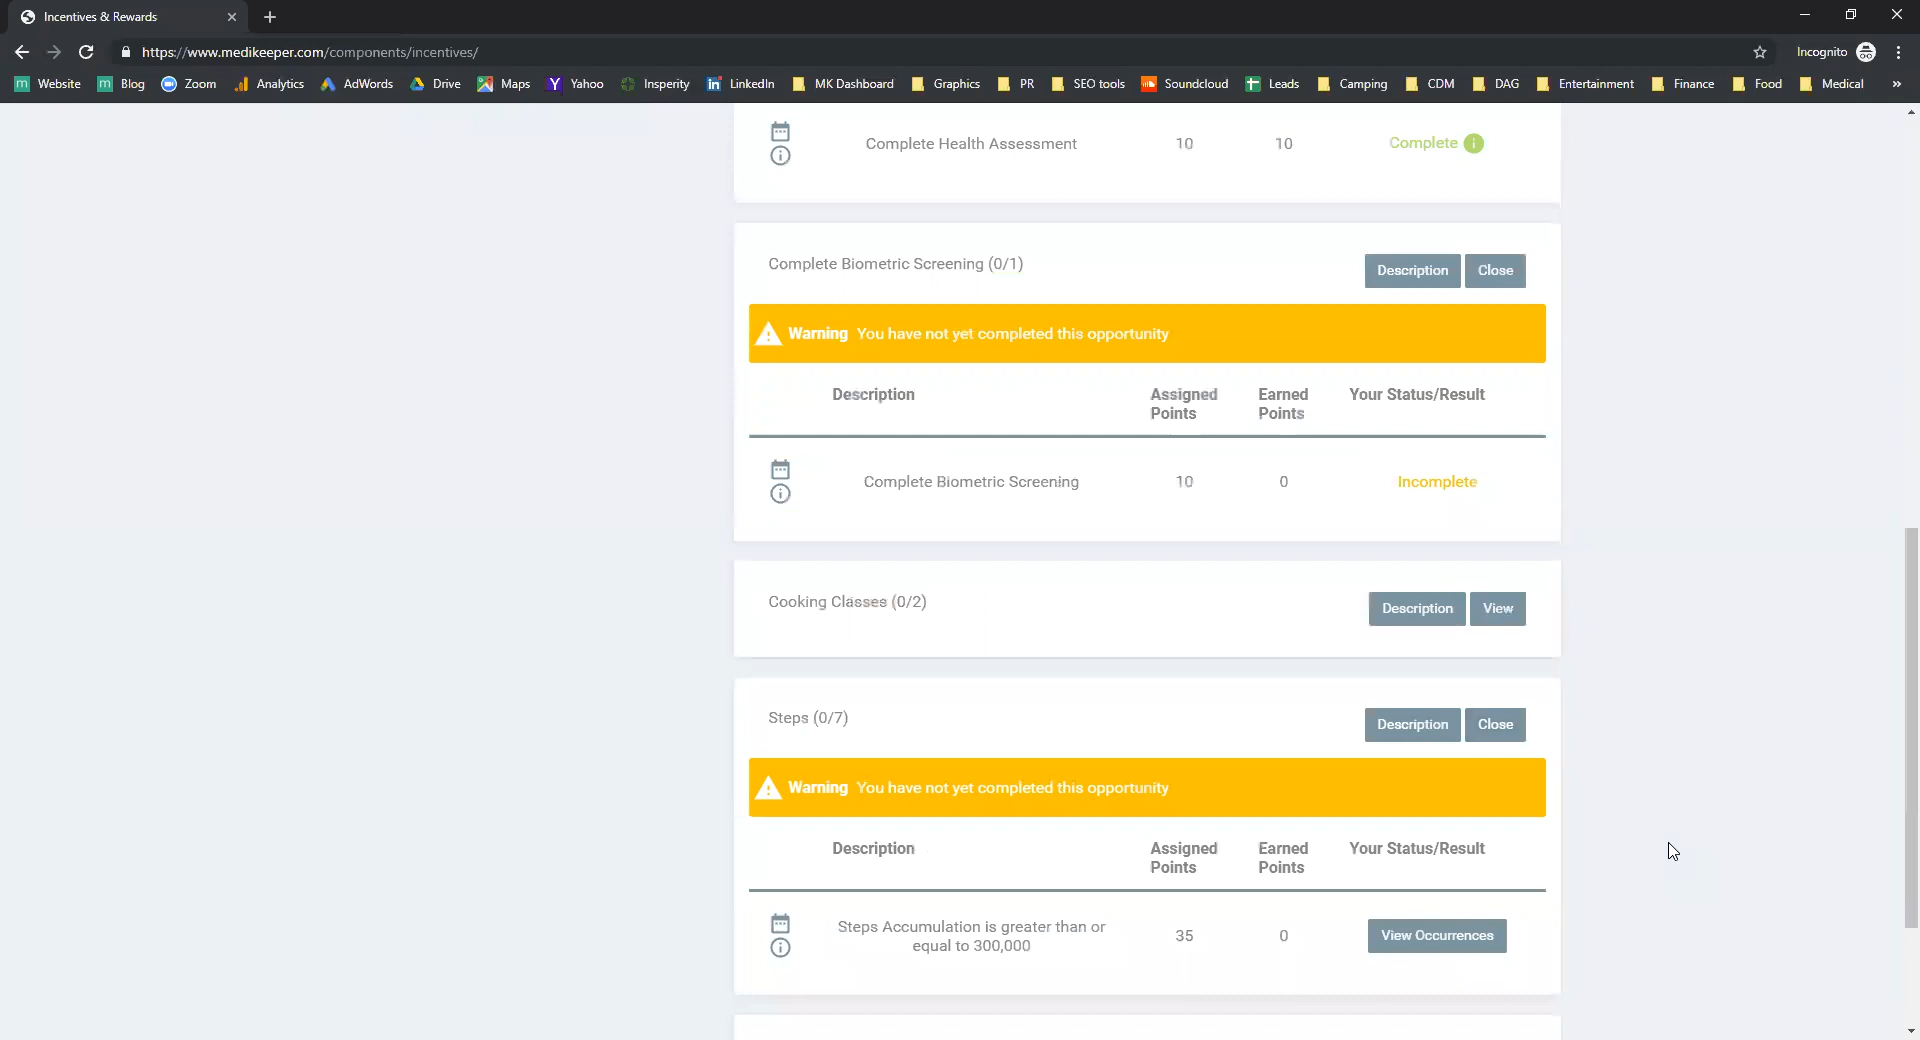 Incentives & Rewards
https://www.medikeeper.com/components/incentives/
Incognito
Website Blog Zoom Analytics AdWords Drive Maps Yahoo Insperity LinkedIn MK Dashboard Graphics PR SEO tools Soundcloud Leads Camping CDM DAG Entertainment Finance Food Medical »
Complete Health Assessment 10 10 Complete
Complete Biometric Screening (0/1)
Description Close
Warning You have not yet completed this opportunity
Description Assigned Points Earned Points Your Status/Result
Complete Biometric Screening 10 0 Incomplete
Cooking Classes (0/2)
Description View
Steps (0/7)
Description Close
Warning You have not yet completed this opportunity
Description Assigned Points Earned Points Your Status/Result
Steps Accumulation is greater than or
equal to 300,000
35 0 View Occurrences